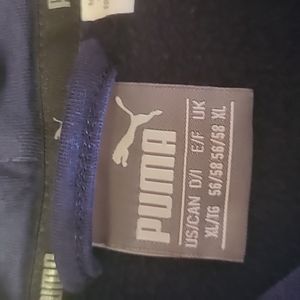 PUMA
US/CAN D/I E/F UK
XL/TG 56/58 56/58 XL